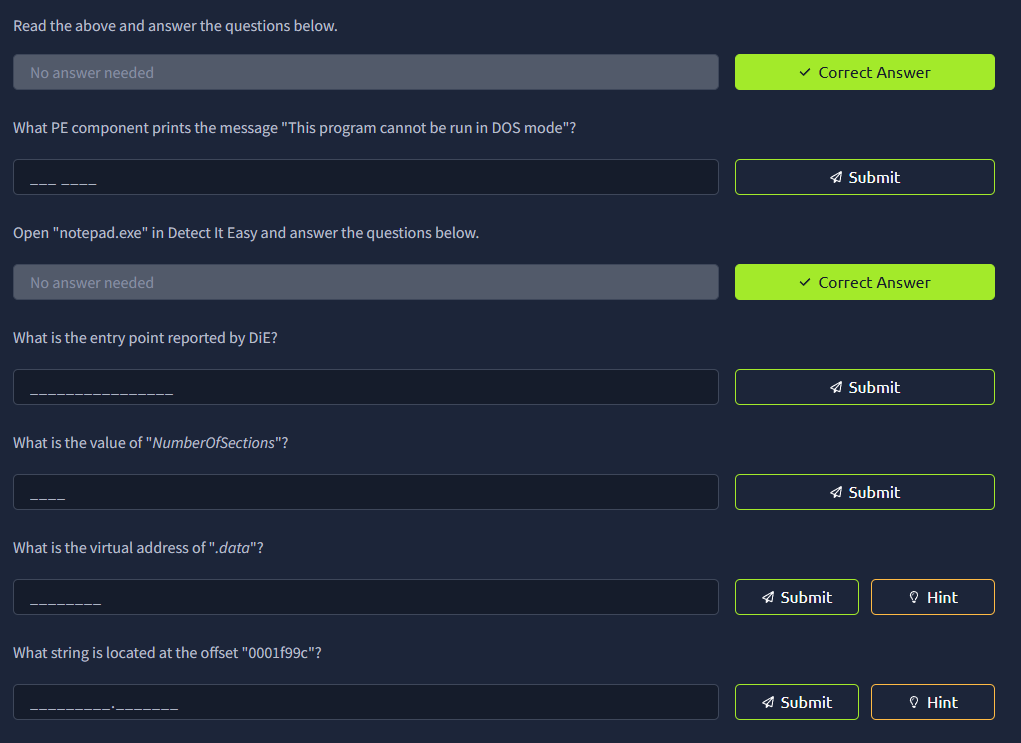 Read the above and answer the questions below.
No answer needed
✓ Correct Answer
What PE component prints the message "This program cannot be run in DOS mode"?
___ ____
Submit
Open "notepad.exe" in Detect It Easy and answer the questions below.
No answer needed
✓ Correct Answer
What is the entry point reported by DiE?
________________
Submit
What is the value of "NumberOfSections"?
____
Submit
What is the virtual address of ".data"?
________
Submit
Hint
What string is located at the offset "0001f99c"?
_________._______
Submit
Hint